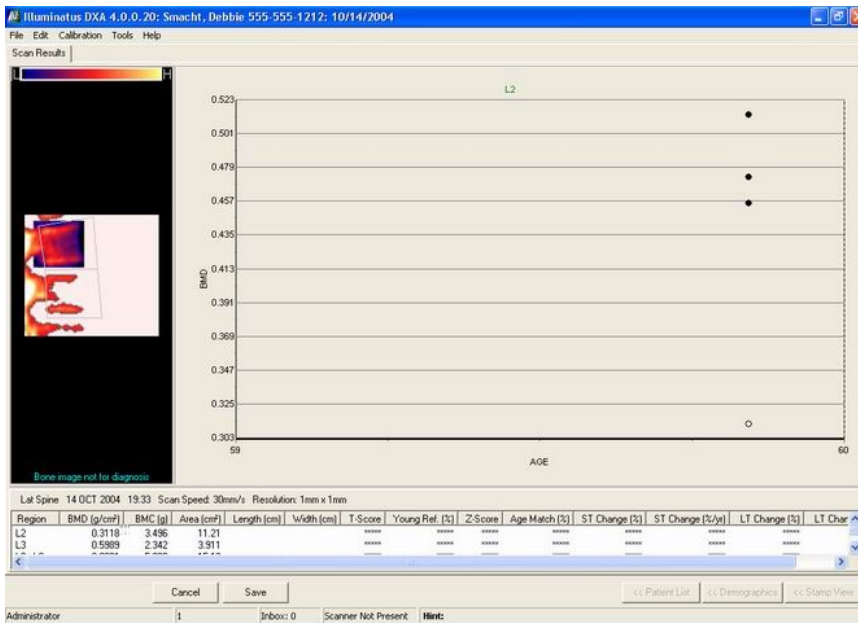 Illuminatus DXA 4.0.0.20: Smacht, Debbie 555-555-1212: 10/14/2004
File Edit Calibration Tools Help
Scan Results
L H
L2
0.523
0.501
0.479
0.457
0.435
0.413
0.391
0.369
0.347
0.325
0.303
BMD
59 60
AGE
Bone image not for diagnosis
Lat Spine 14 OCT 2004 19:33 Scan Speed: 30mm/s Resolution: 1mm x 1mm
Region BMD (g/cm²) BMC (g) Area (cm²) Length (cm) Width (cm) T-Score Young Ref. (%) Z-Score Age Match (%) ST Change (%) ST Change (%/yr) LT Change (%) LT Char
L2 0.3118 3.496 11.21 ***** ***** ***** ***** ***** ***** *****
L3 0.5989 2.342 3.911 ***** ***** ***** ***** ***** ***** *****
Cancel Save << Patient List << Demographics << Stamp View
Administrator 1 Inbox: 0 Scanner Not Present Hint: